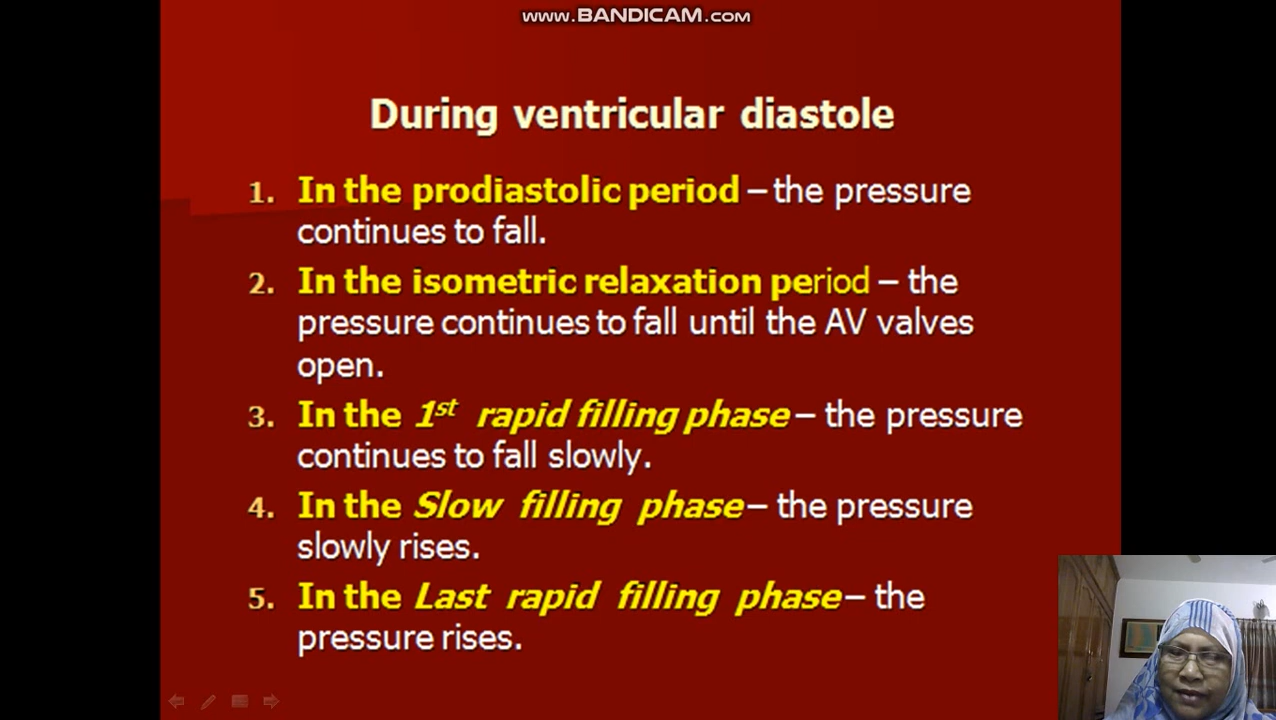 www.BANDICAM.com
During ventricular diastole
1. In the prodiastolic period – the pressure
continues to fall.
2. In the isometric relaxation period – the
pressure continues to fall until the AV valves
open.
3. In the 1st rapid filling phase – the pressure
continues to fall slowly.
4. In the Slow filling phase – the pressure
slowly rises.
5. In the Last rapid filling phase – the
pressure rises.